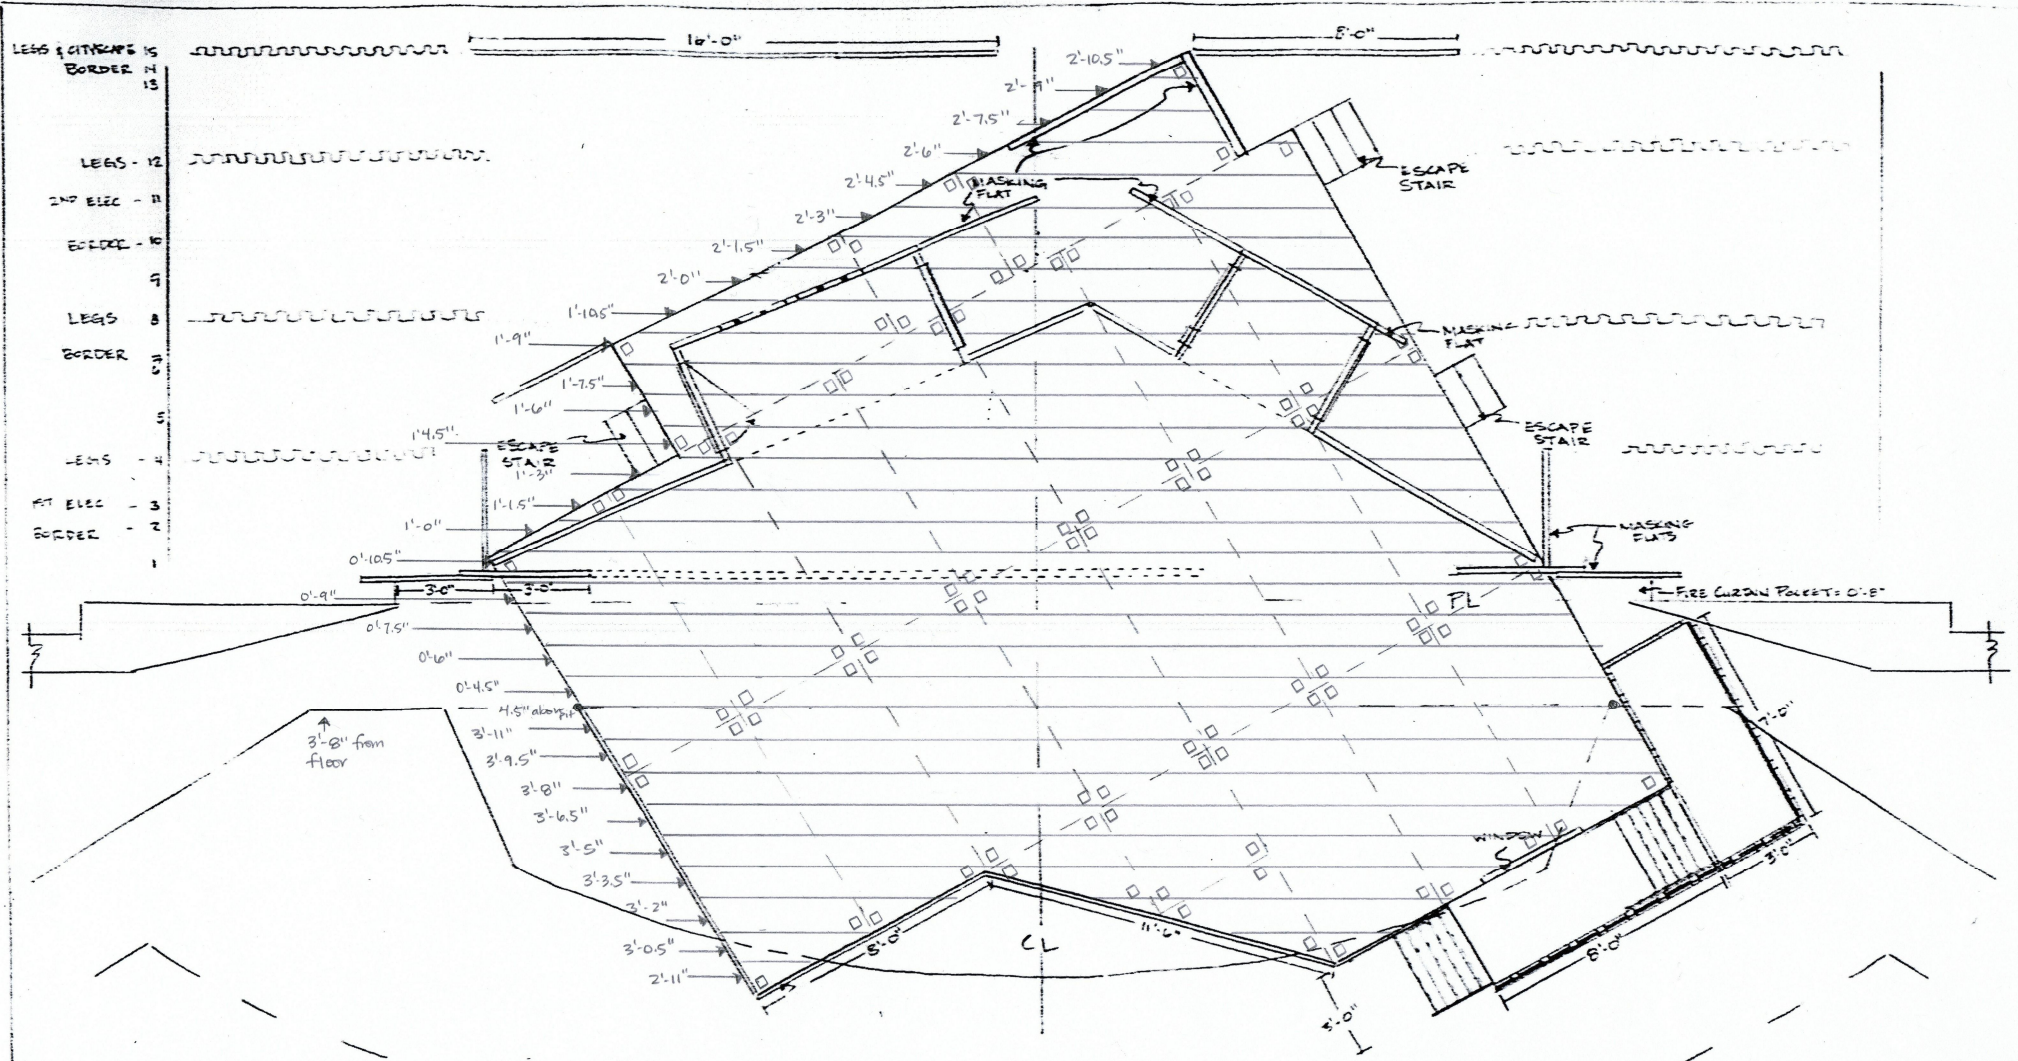 LEGS & CITYSCAPE 15
BORDER 14
13
LEGS - 12
2ND ELEC - 11
BORDER - 10
9
LEGS 8
BORDER 7
6
5
LEGS - 4
1ST ELEC - 3
BORDER - 2
1
16'-0"
8'-0"
2'-10.5"
2'-9"
2'-7.5"
2'-6"
2'-4.5"
2'-3"
2'-1.5"
2'-0"
1'-10.5"
1'-9"
1'-7.5"
1'-6"
1'4.5"
1'-3"
1'-1.5"
1'-0"
0'-10.5"
0'-9"
0'-7.5"
0'-6"
0'-4.5"
4.5" above pit
3'-11"
3'-9.5"
3'-8"
3'-6.5"
3'-5"
3'-3.5"
3'-2"
3'-0.5"
2'-11"
MASKING
FLAT
ESCAPE
STAIR
MASKING
FLAT
ESCAPE
STAIR
ESCAPE
STAIR
MASKING
FLATS
3'-0"
3'-0"
PL
FIRE CURTAIN POCKET = 0'-8"
3'-8" from
floor
7'-0"
WINDOW
3'-0"
8'-0"
CL
8'-0"
11'-6"
3'-0"